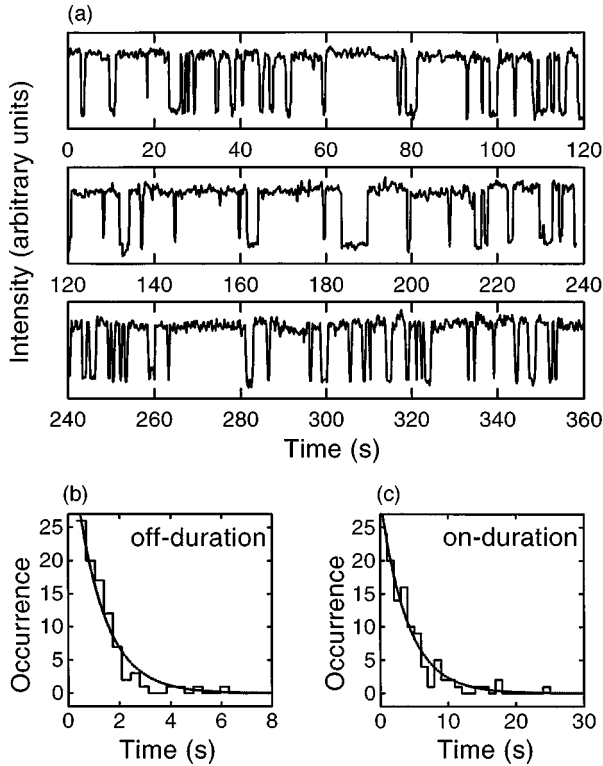 (a)
Intensity (arbitrary units)
0 20 40 60 80 100 120
120 140 160 180 200 220 240
240 260 280 300 320 340 360
Time (s)
(b)
off-duration
Occurrence
25
20
15
10
5
0
0 2 4 6 8
Time (s)
(c)
on-duration
Occurrence
25
20
15
10
5
0
0 10 20 30
Time (s)